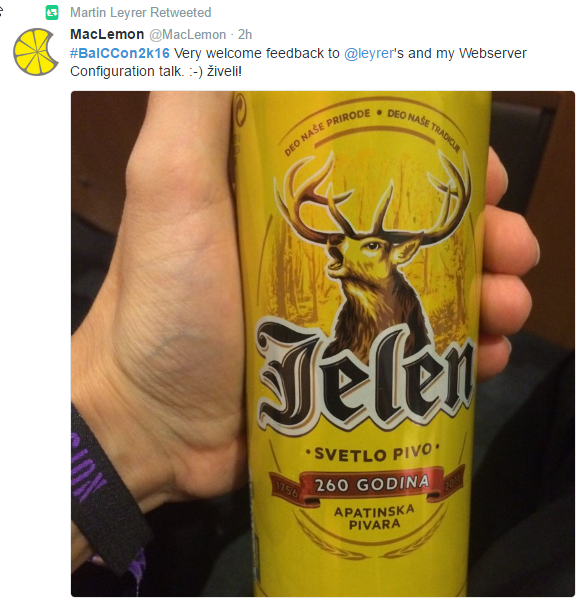 Martin Leyrer Retweeted
MacLemon @MacLemon · 2h
#BalCCon2k16 Very welcome feedback to @leyrer's and my Webserver
Configuration talk. :-) živeli!
DEO NAŠE PRIRODE • DEO NAŠE TRADICIJE
Jelen
• SVETLO PIVO •
1756 260 GODINA
APATINSKA
PIVARA